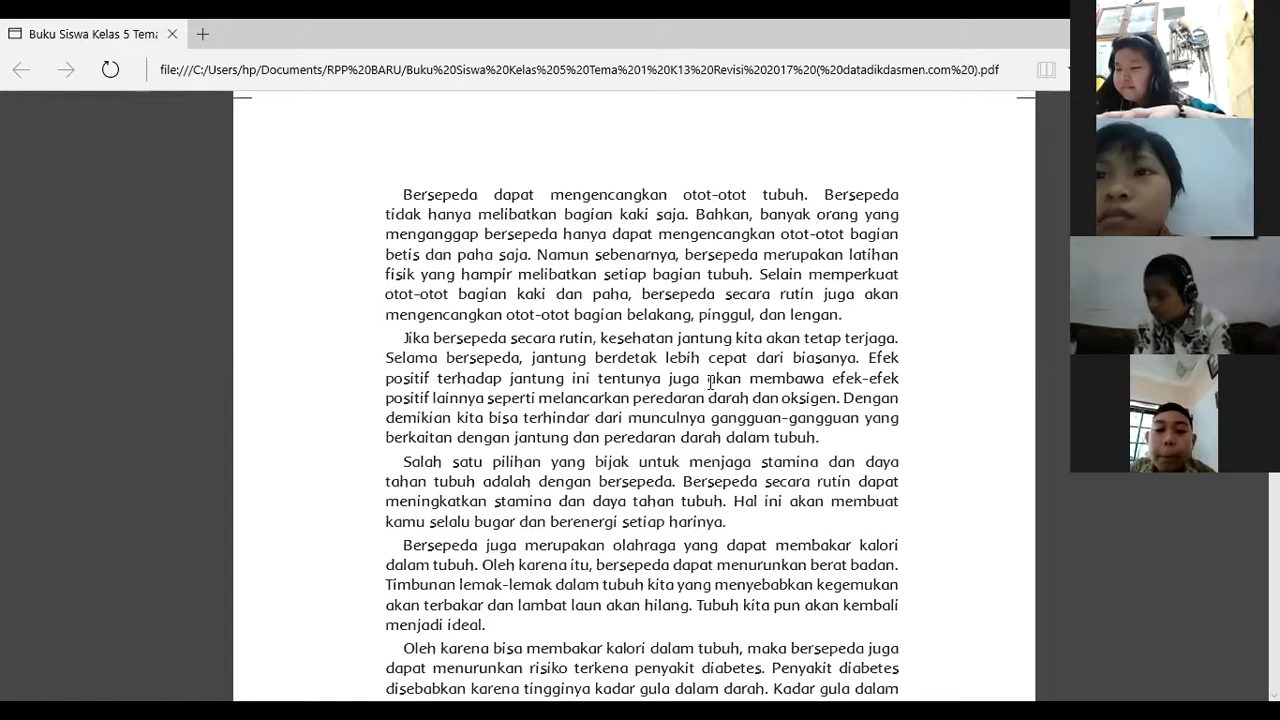 Buku Siswa Kelas 5 Tema
file:///C:/Users/hp/Documents/RPP%20BARU/Buku%20Siswa%20Kelas%205%20Tema%201%20K13%20Revisi%202017%20(%20datadikdasmen.com%20).pdf
Bersepeda dapat mengencangkan otot-otot tubuh. Bersepeda
tidak hanya melibatkan bagian kaki saja. Bahkan, banyak orang yang
menganggap bersepeda hanya dapat mengencangkan otot-otot bagian
betis dan paha saja. Namun sebenarnya, bersepeda merupakan latihan
fisik yang hampir melibatkan setiap bagian tubuh. Selain memperkuat
otot-otot bagian kaki dan paha, bersepeda secara rutin juga akan
mengencangkan otot-otot bagian belakang, pinggul, dan lengan.
Jika bersepeda secara rutin, kesehatan jantung kita akan tetap terjaga.
Selama bersepeda, jantung berdetak lebih cepat dari biasanya. Efek
positif terhadap jantung ini tentunya juga akan membawa efek-efek
positif lainnya seperti melancarkan peredaran darah dan oksigen. Dengan
demikian kita bisa terhindar dari munculnya gangguan-gangguan yang
berkaitan dengan jantung dan peredaran darah dalam tubuh.
Salah satu pilihan yang bijak untuk menjaga stamina dan daya
tahan tubuh adalah dengan bersepeda. Bersepeda secara rutin dapat
meningkatkan stamina dan daya tahan tubuh. Hal ini akan membuat
kamu selalu bugar dan berenergi setiap harinya.
Bersepeda juga merupakan olahraga yang dapat membakar kalori
dalam tubuh. Oleh karena itu, bersepeda dapat menurunkan berat badan.
Timbunan lemak-lemak dalam tubuh kita yang menyebabkan kegemukan
akan terbakar dan lambat laun akan hilang. Tubuh kita pun akan kembali
menjadi ideal.
Oleh karena bisa membakar kalori dalam tubuh, maka bersepeda juga
dapat menurunkan risiko terkena penyakit diabetes. Penyakit diabetes
disebabkan karena tingginya kadar gula dalam darah. Kadar gula dalam